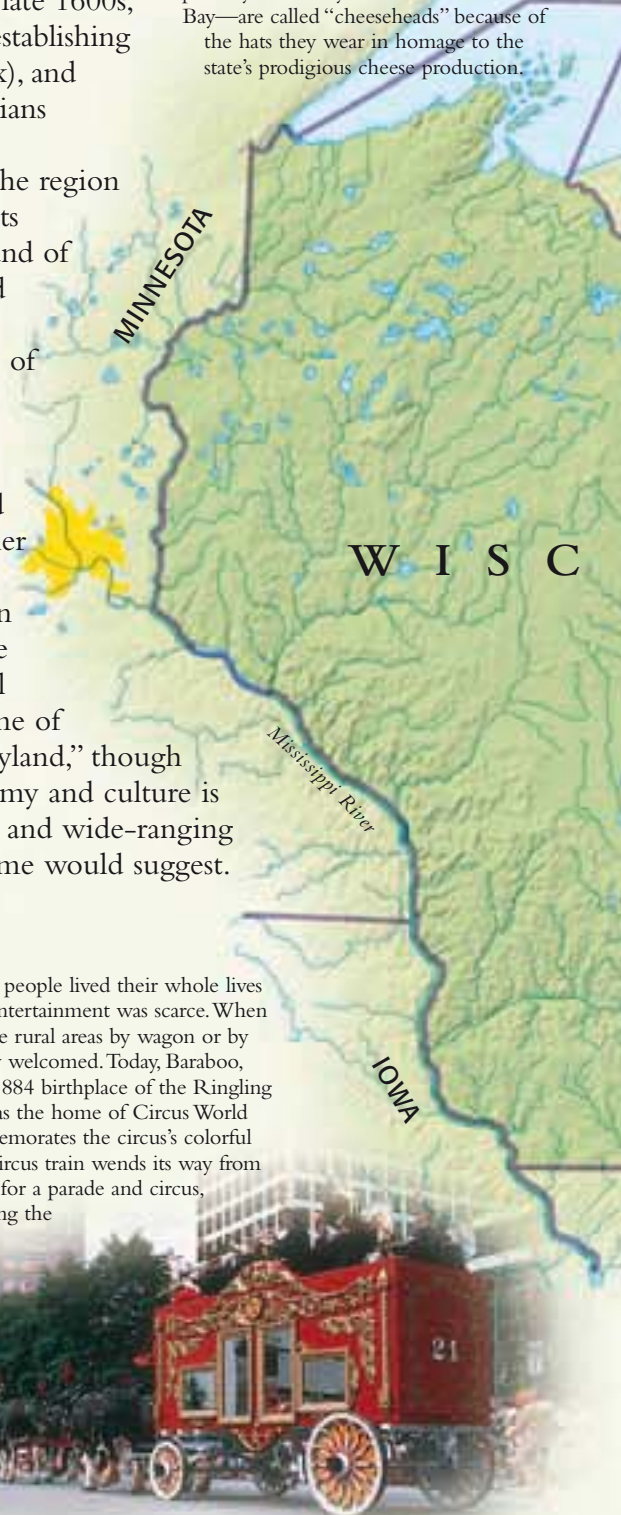 late 1600s,
establishing
x), and
ians
he region
ts
nd of
d
of
d
er
n
e
l
ne of
yland,” though
my and culture is
and wide-ranging
me would suggest.
Bay—are called “cheeseheads” because of
the hats they wear in homage to the
state’s prodigious cheese production.
MINNESOTA
W I S C
Mississippi River
IOWA
people lived their whole lives
ntertainment was scarce. When
e rural areas by wagon or by
welcomed. Today, Baraboo,
884 birthplace of the Ringling
as the home of Circus World
emorates the circus’s colorful
ircus train wends its way from
for a parade and circus,
ng the
21